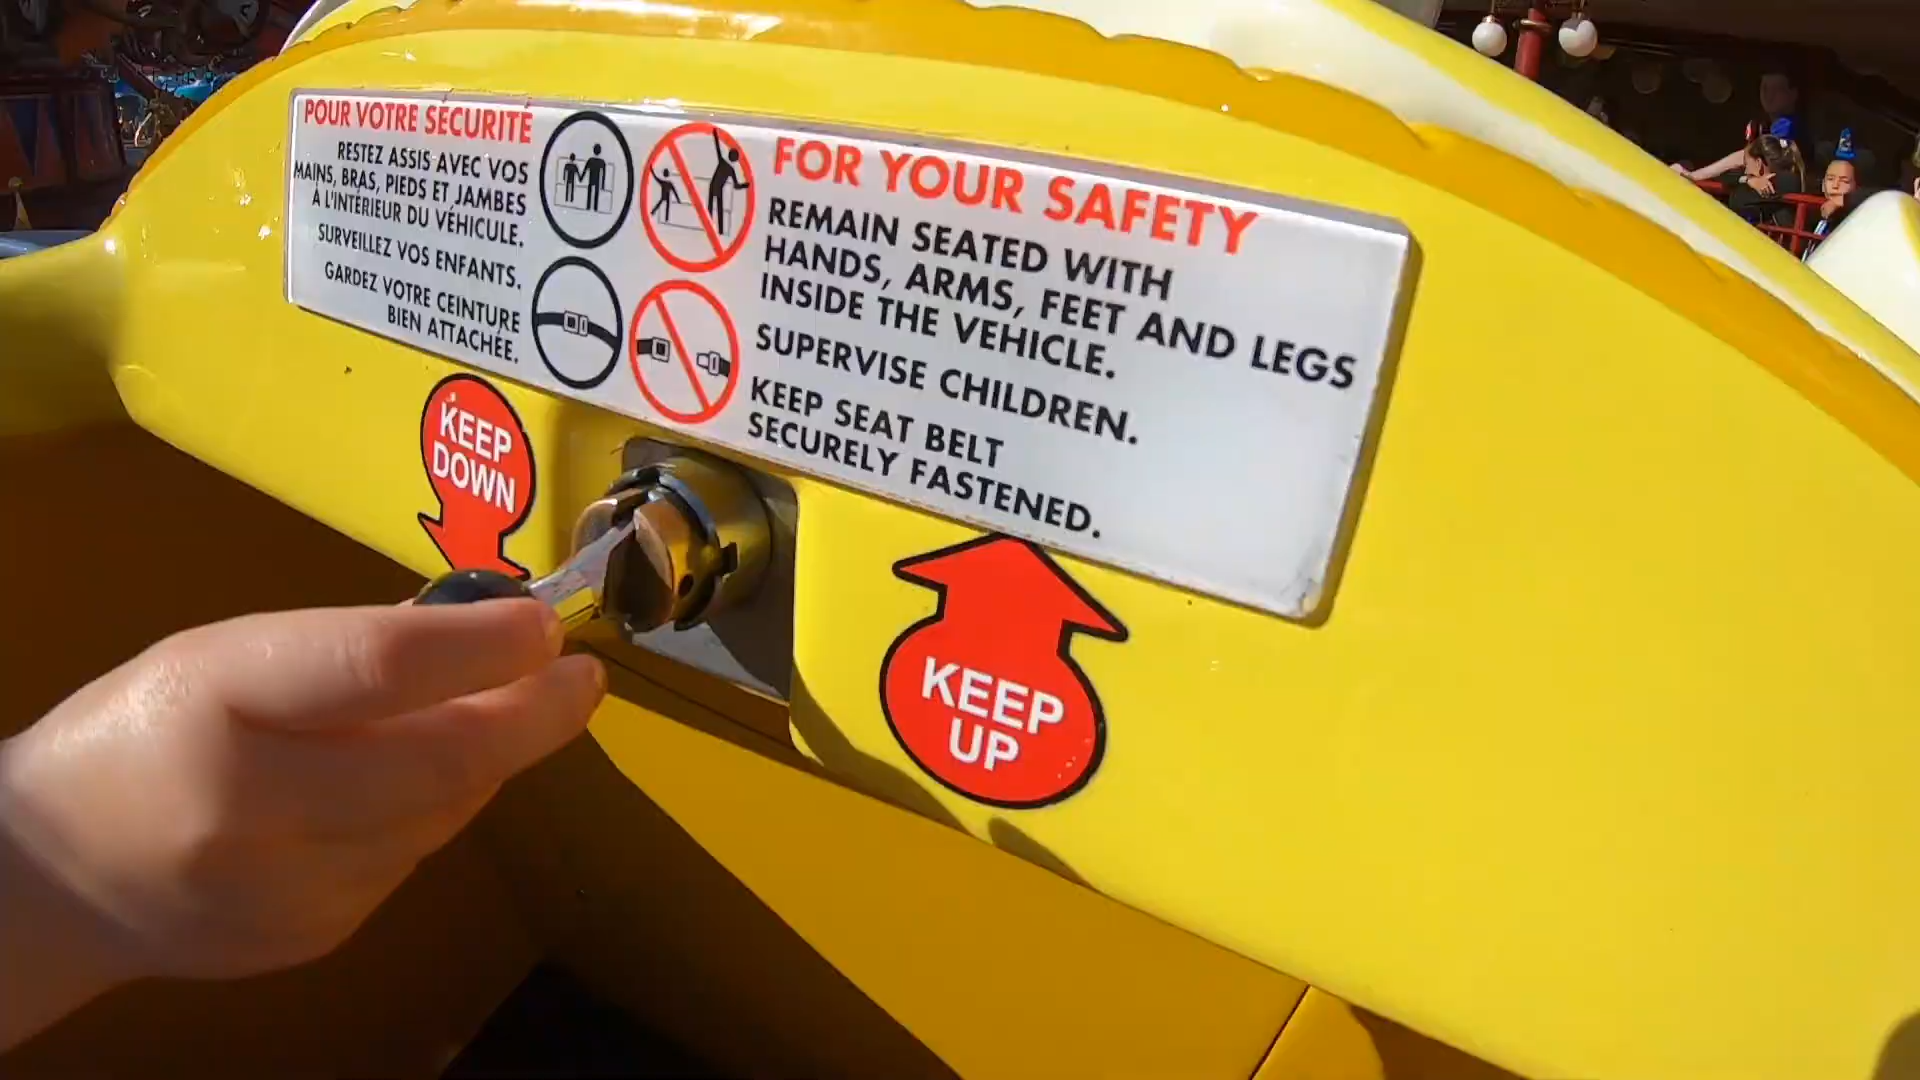 POUR VOTRE SÉCURITÉ
RESTEZ ASSIS AVEC VOS
MAINS, BRAS, PIEDS ET JAMBES
À L'INTÉRIEUR DU VÉHICULE.
SURVEILLEZ VOS ENFANTS.
GARDEZ VOTRE CEINTURE
BIEN ATTACHÉE.
FOR YOUR SAFETY
REMAIN SEATED WITH
HANDS, ARMS, FEET AND LEGS
INSIDE THE VEHICLE.
SUPERVISE CHILDREN.
KEEP SEAT BELT
SECURELY FASTENED.
KEEP
DOWN
KEEP
UP